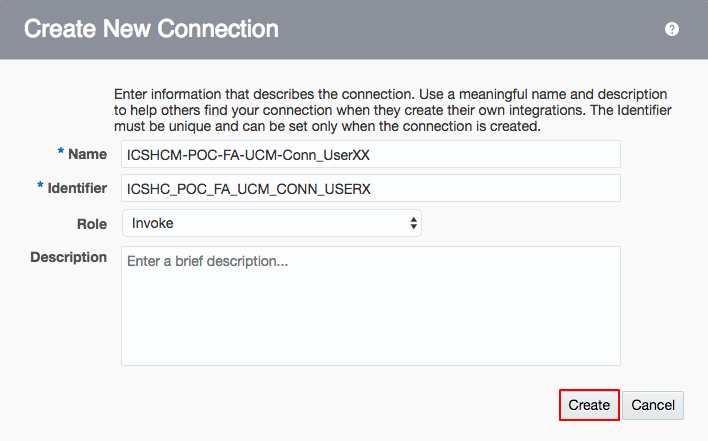 Create New Connection
?
Enter information that describes the connection. Use a meaningful name and description
to help others find your connection when they create their own integrations. The Identifier
must be unique and can be set only when the connection is created.
* Name ICSHCM-POC-FA-UCM-Conn_UserXX
* Identifier ICSHC_POC_FA_UCM_CONN_USERX
Role Invoke
Description Enter a brief description...
Create Cancel